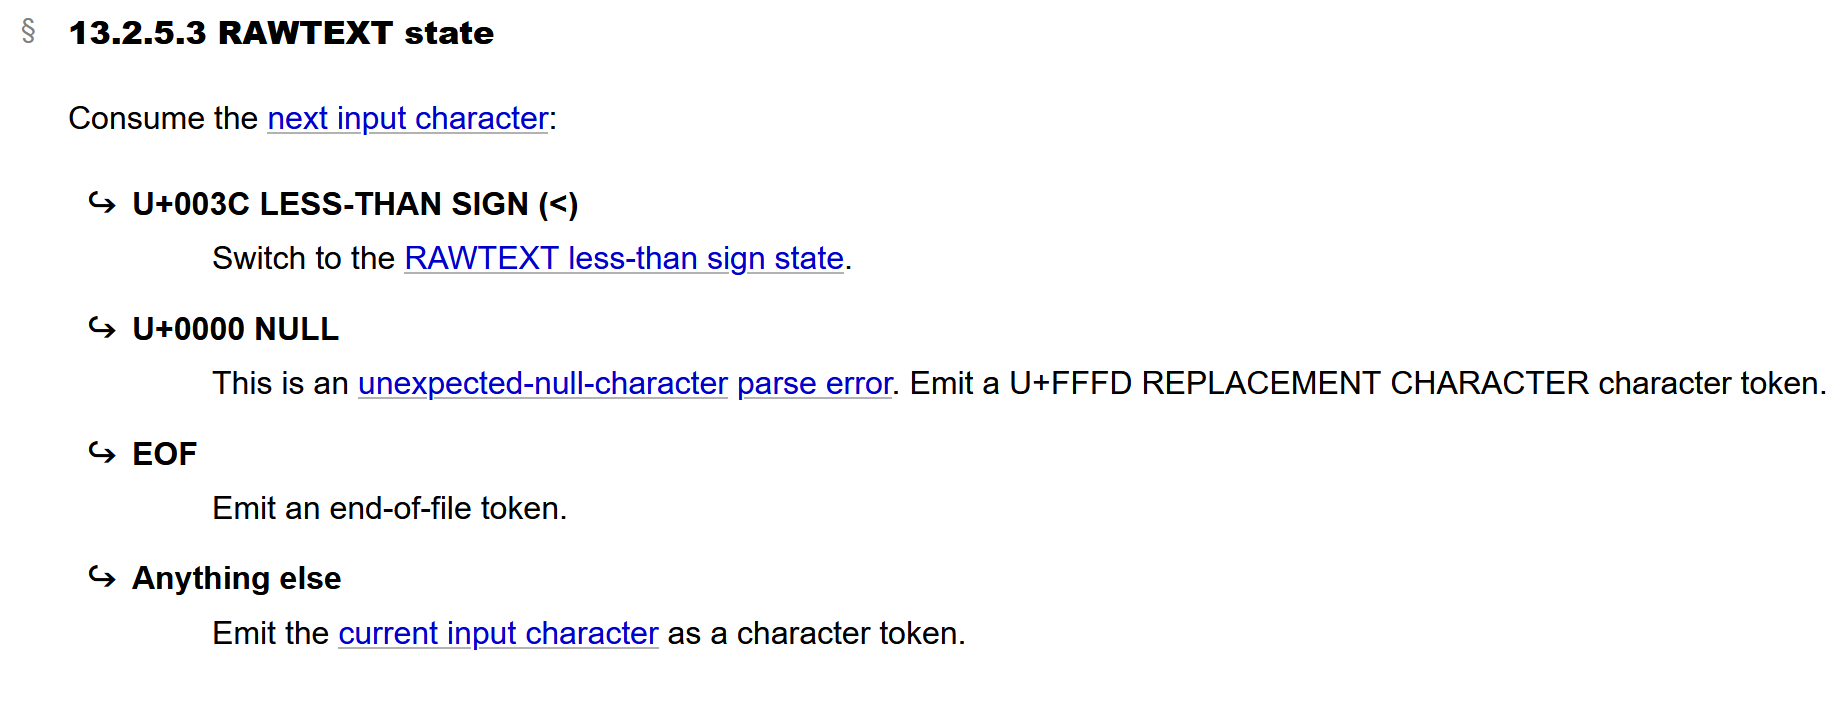 § 13.2.5.3 RAWTEXT state
Consume the next input character:
↪ U+003C LESS-THAN SIGN (<)
Switch to the RAWTEXT less-than sign state.
↪ U+0000 NULL
This is an unexpected-null-character parse error. Emit a U+FFFD REPLACEMENT CHARACTER character token.
↪ EOF
Emit an end-of-file token.
↪ Anything else
Emit the current input character as a character token.